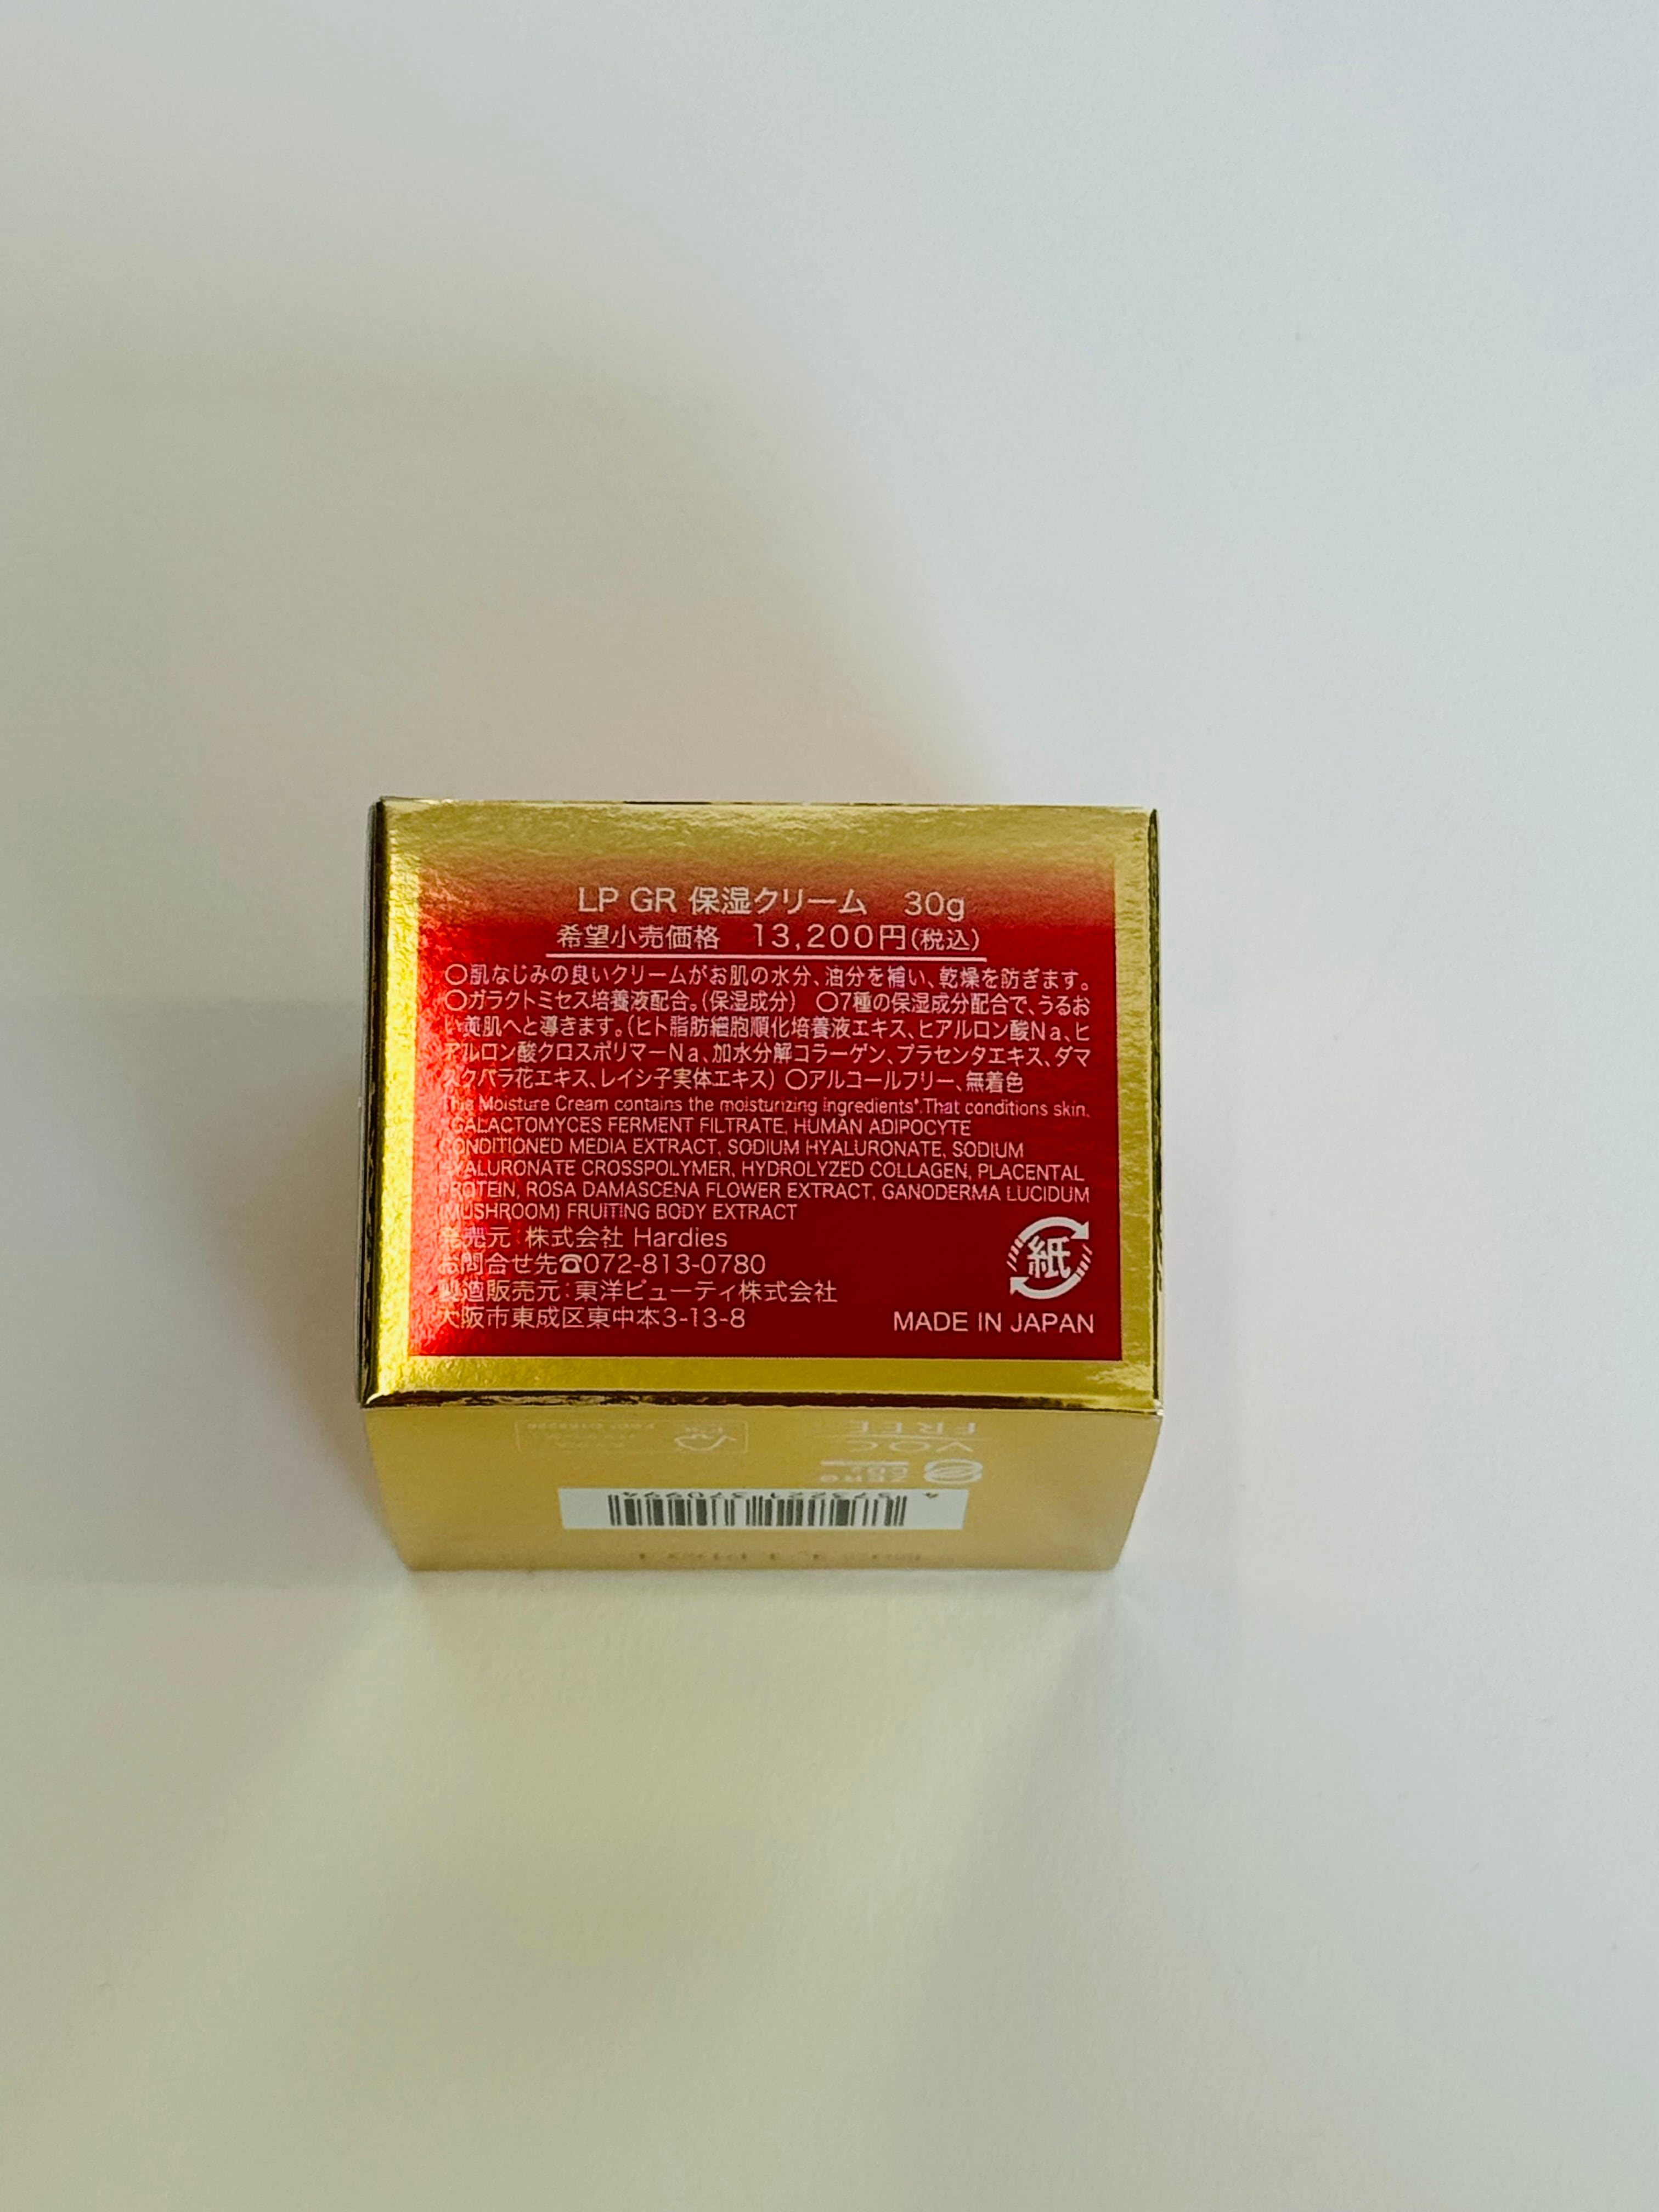 LP GR 保湿クリーム 30g
希望小売価格 13,200円(税込)
〇肌なじみの良いクリームがお肌の水分、油分を補い、乾燥を防ぎます。
〇ガラクトミセス培養液配合。(保湿成分) 〇7種の保湿成分配合で、うるお
い美肌へと導きます。(ヒト脂肪細胞順化培養液エキス、ヒアルロン酸Na、ヒ
アルロン酸クロスポリマーNa、加水分解コラーゲン、プラセンタエキス、ダマ
スクバラ花エキス、レイシ子実体エキス) 〇アルコールフリー、無着色
This Moisture Cream contains the moisturizing ingredients*.That conditions skin.
*GALACTOMYCES FERMENT FILTRATE, HUMAN ADIPOCYTE
CONDITIONED MEDIA EXTRACT, SODIUM HYALURONATE, SODIUM
HYALURONATE CROSSPOLYMER, HYDROLYZED COLLAGEN, PLACENTAL
PROTEIN, ROSA DAMASCENA FLOWER EXTRACT, GANODERMA LUCIDUM
(MUSHROOM) FRUITING BODY EXTRACT
発売元:株式会社 Hardies
お問合せ先☎072-813-0780
製造販売元:東洋ビューティ株式会社
大阪市東成区東中本3-13-8
紙
MADE IN JAPAN
VOC
FREE
ZERO
CO2
4573221370994